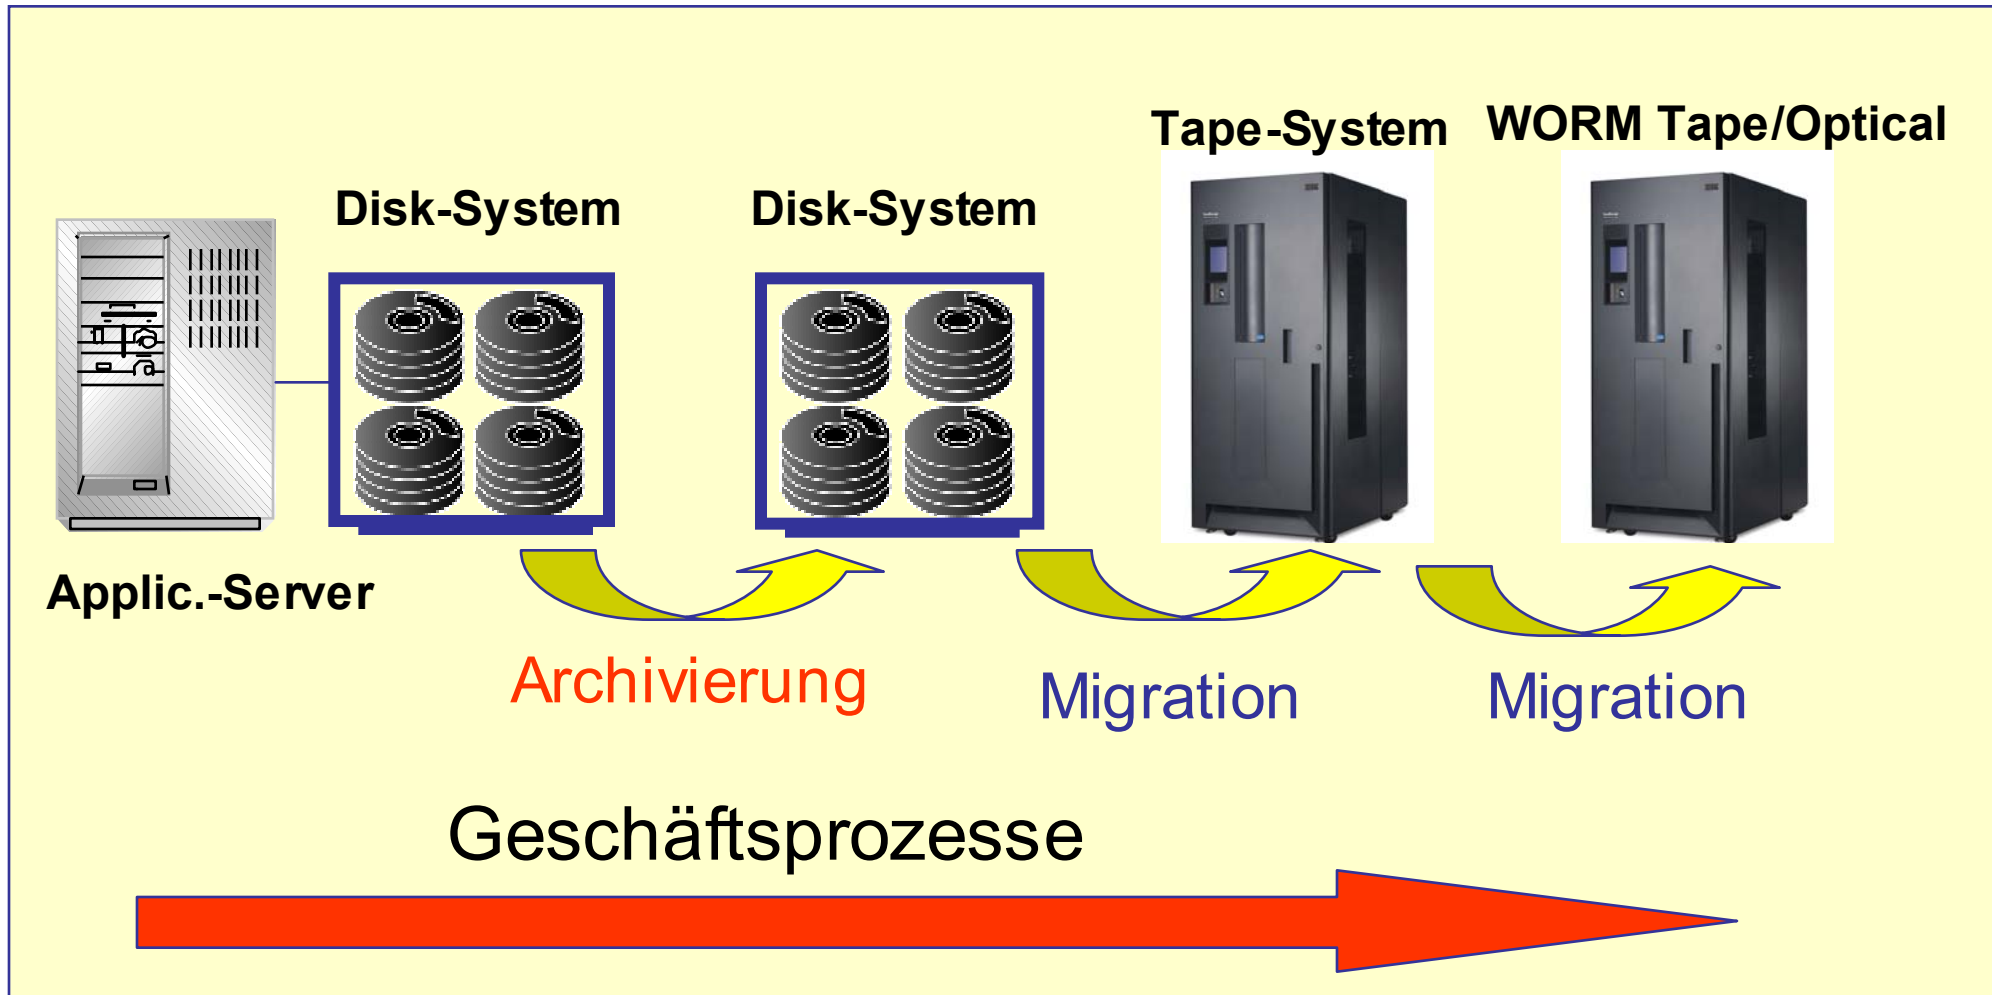 Tape-System
WORM Tape/Optical
Disk-System
Disk-System
Applic.-Server
Archivierung
Migration
Migration
Geschäftsprozesse